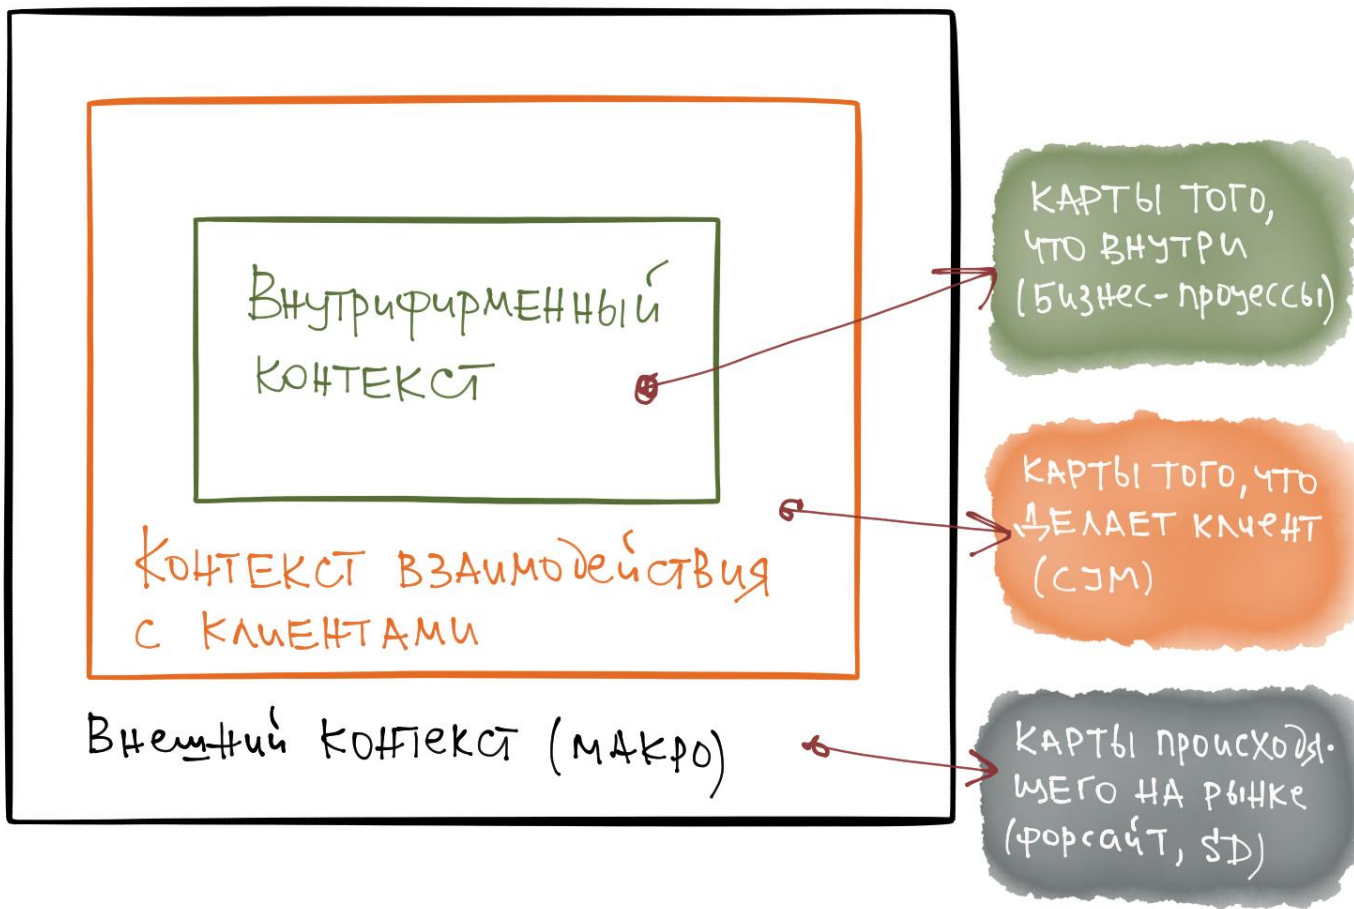 Внутрифирменный
контекст
Контекст взаимодействия
с клиентами
Внешний контекст (макро)
карты того,
что внутри
(бизнес-процессы)
карты того, что
делает клиент
(CJM)
карты происходя-
щего на рынке
(форсайт, SD)